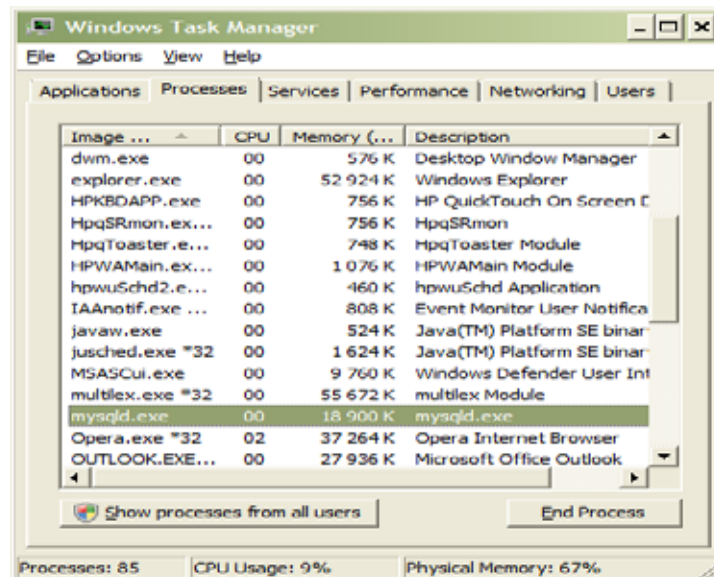 Windows Task Manager
File Options View Help
Applications Processes Services Performance Networking Users
Image ... CPU Memory (... Description
dwm.exe 00 576 K Desktop Window Manager
explorer.exe 00 52 924 K Windows Explorer
HPKBDAPP.exe 00 756 K HP QuickTouch On Screen D
HpqSRmon.ex... 00 756 K HpqSRmon
HpqToaster.e... 00 748 K HpqToaster Module
HPWAMain.ex... 00 1 076 K HPWAMain Module
hpwuSchd2.e... 00 460 K hpwuSchd Application
IAAnotif.exe ... 00 808 K Event Monitor User Notifica
javaw.exe 00 524 K Java(TM) Platform SE binar
jusched.exe *32 00 1 624 K Java(TM) Platform SE binar
MSASCui.exe 00 9 760 K Windows Defender User Int
multilex.exe *32 00 55 672 K multilex Module
mysqld.exe 00 18 900 K mysqld.exe
Opera.exe *32 02 37 264 K Opera Internet Browser
OUTLOOK.EXE... 00 27 936 K Microsoft Office Outlook
Show processes from all users End Process
Processes: 85 CPU Usage: 9% Physical Memory: 67%